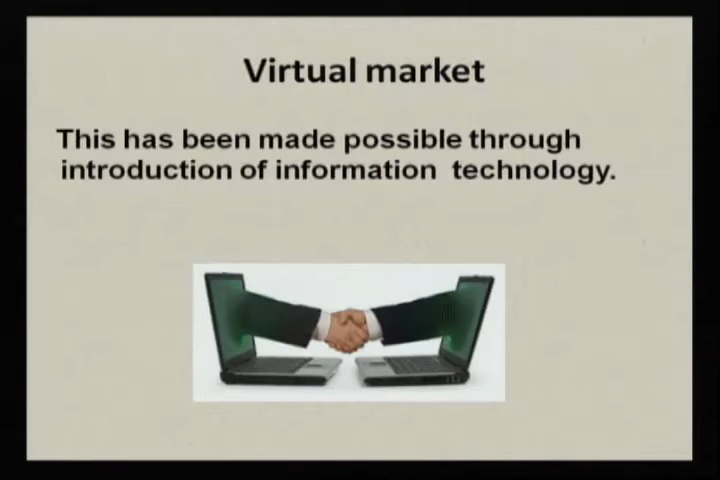 Virtual market
This has been made possible through
introduction of information technology.